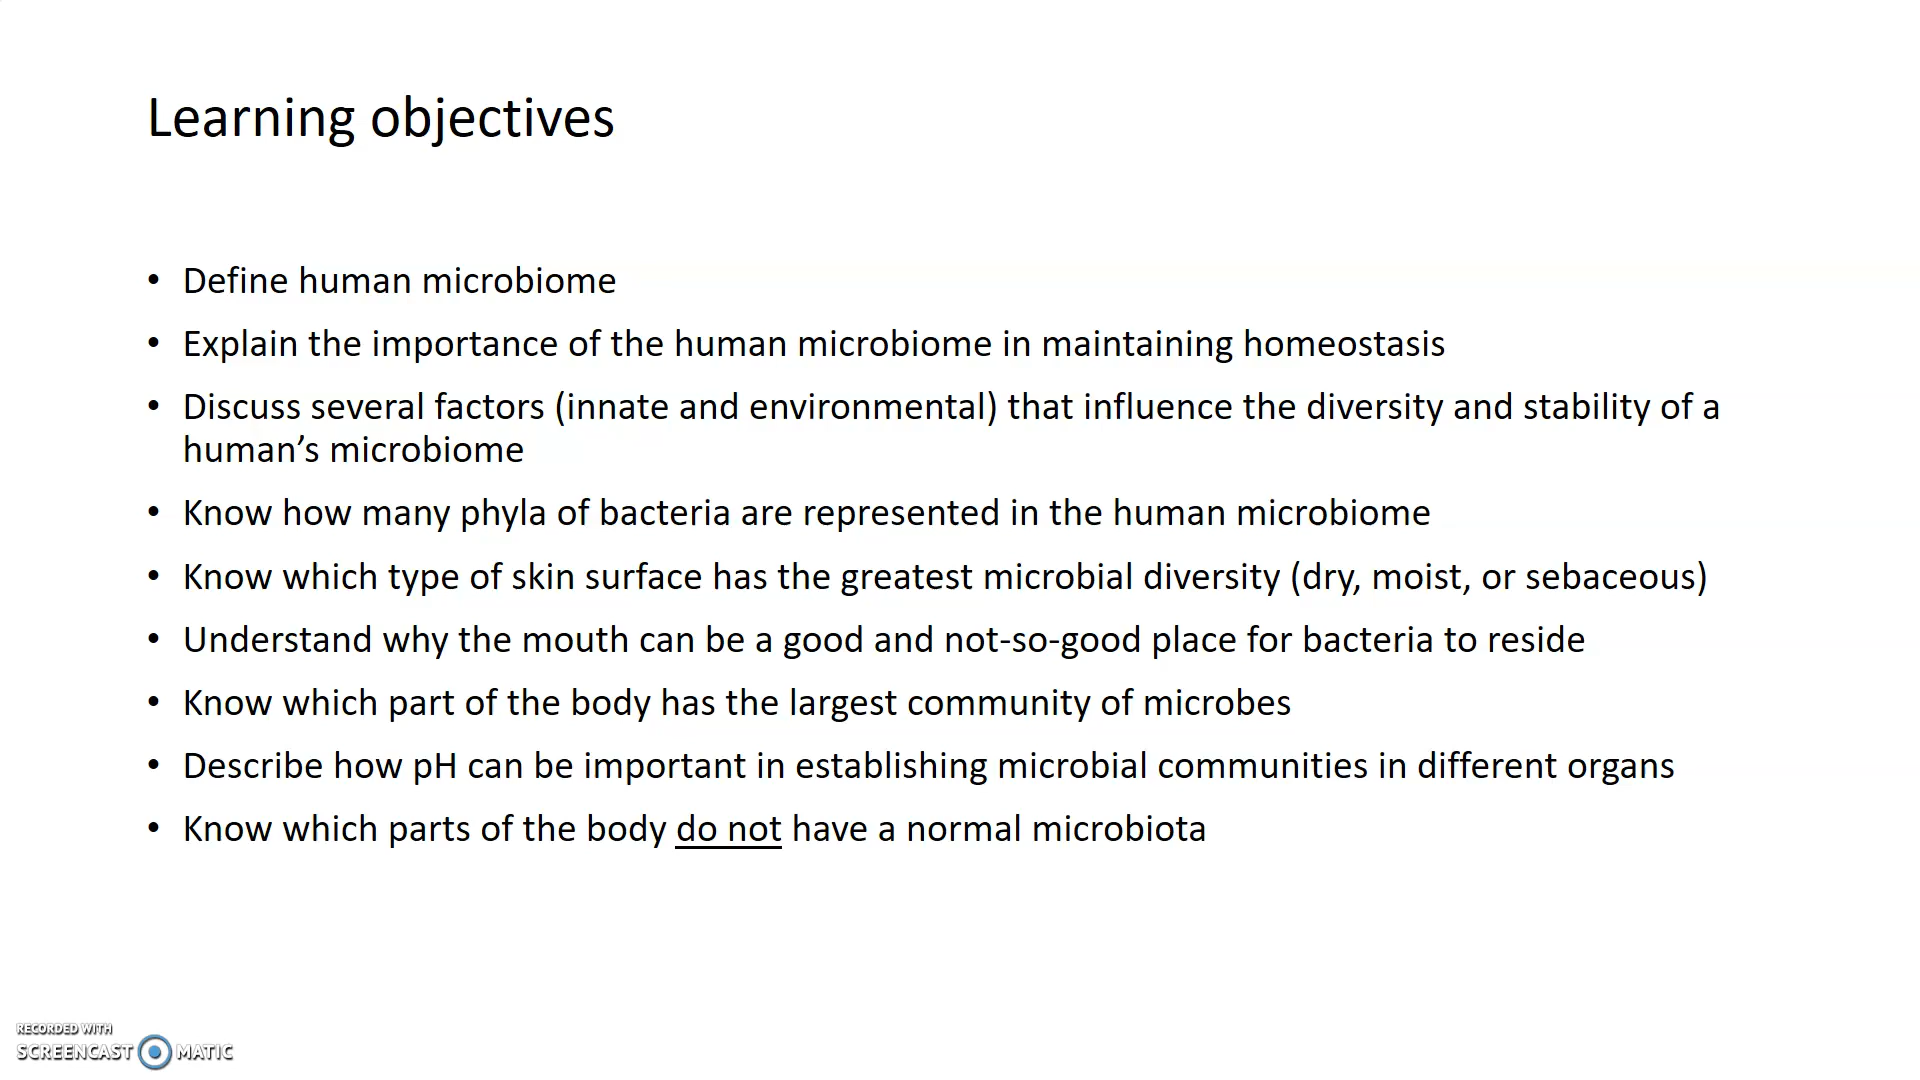 Learning objectives
• Define human microbiome
• Explain the importance of the human microbiome in maintaining homeostasis
• Discuss several factors (innate and environmental) that influence the diversity and stability of a
human’s microbiome
• Know how many phyla of bacteria are represented in the human microbiome
• Know which type of skin surface has the greatest microbial diversity (dry, moist, or sebaceous)
• Understand why the mouth can be a good and not-so-good place for bacteria to reside
• Know which part of the body has the largest community of microbes
• Describe how pH can be important in establishing microbial communities in different organs
• Know which parts of the body do not have a normal microbiota
RECORDED WITH
SCREENCAST MATIC